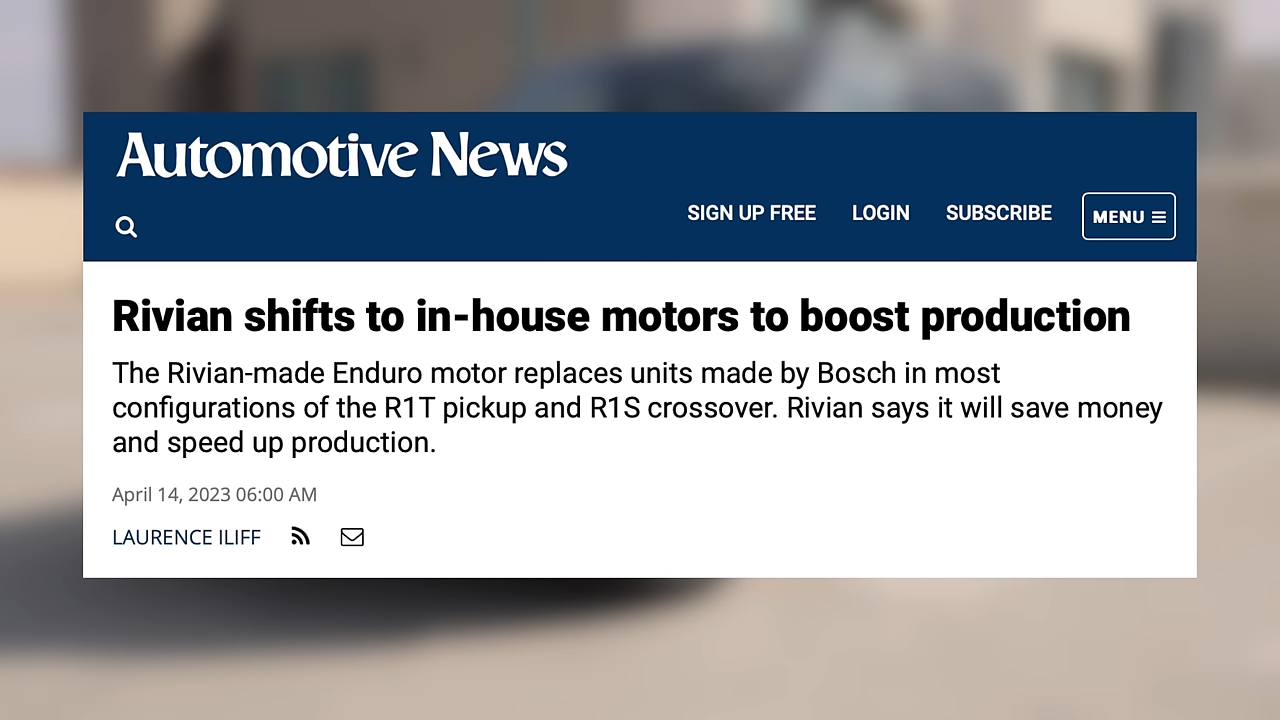 Automotive News
SIGN UP FREE LOGIN SUBSCRIBE MENU
Rivian shifts to in-house motors to boost production
The Rivian-made Enduro motor replaces units made by Bosch in most
configurations of the R1T pickup and R1S crossover. Rivian says it will save money
and speed up production.
April 14, 2023 06:00 AM
LAURENCE ILIFF